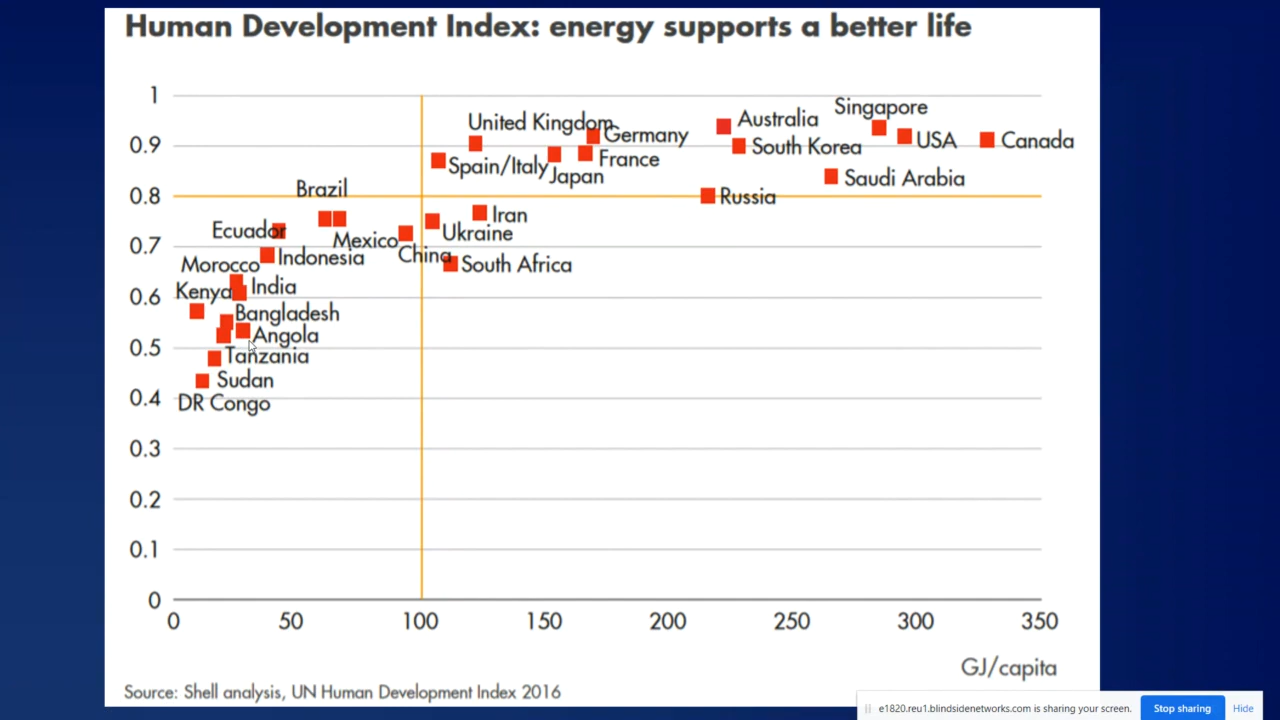 Human Development Index: energy supports a better life
1
0.9
0.8
0.7
0.6
0.5
0.4
0.3
0.2
0.1
0
Singapore
United Kingdom
Australia
Germany
South Korea
USA
Canada
Spain/Italy
France
Japan
Saudi Arabia
Brazil
Russia
Iran
Ecuador
Ukraine
Mexico
China
Indonesia
Morocco
South Africa
India
Kenya
Bangladesh
Angola
Tanzania
Sudan
DR Congo
0 50 100 150 200 250 300 350
GJ/capita
Source: Shell analysis, UN Human Development Index 2016
e1820.reu1.blindsidenetworks.com is sharing your screen.
Stop sharing
Hide